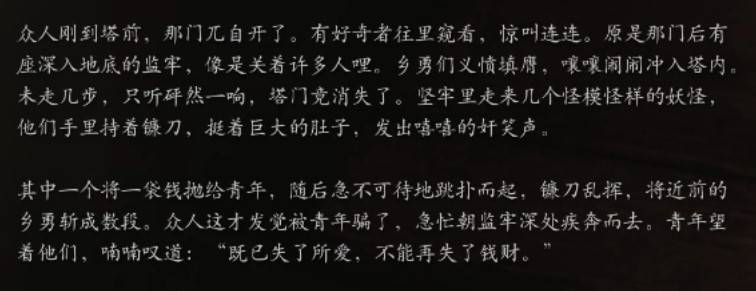 众人刚到塔前，那门兀自开了。有好奇者往里窥看，惊叫连连。原是那门后有
座深入地底的监牢，像是关着许多人哩。乡勇们义愤填膺，嚷嚷闹闹冲入塔内。
未走几步，只听砰然一响，塔门竟消失了。坚牢里走来几个怪模怪样的妖怪，
他们手里持着镰刀，挺着巨大的肚子，发出嘻嘻的奸笑声。
其中一个将一袋钱抛给青年，随后急不可待地跳扑而起，镰刀乱挥，将近前的
乡勇斩成数段。众人这才发觉被青年骗了，急忙朝监牢深处疾奔而去。青年望
着他们，喃喃叹道：“既已失了所爱，不能再失了钱财。”